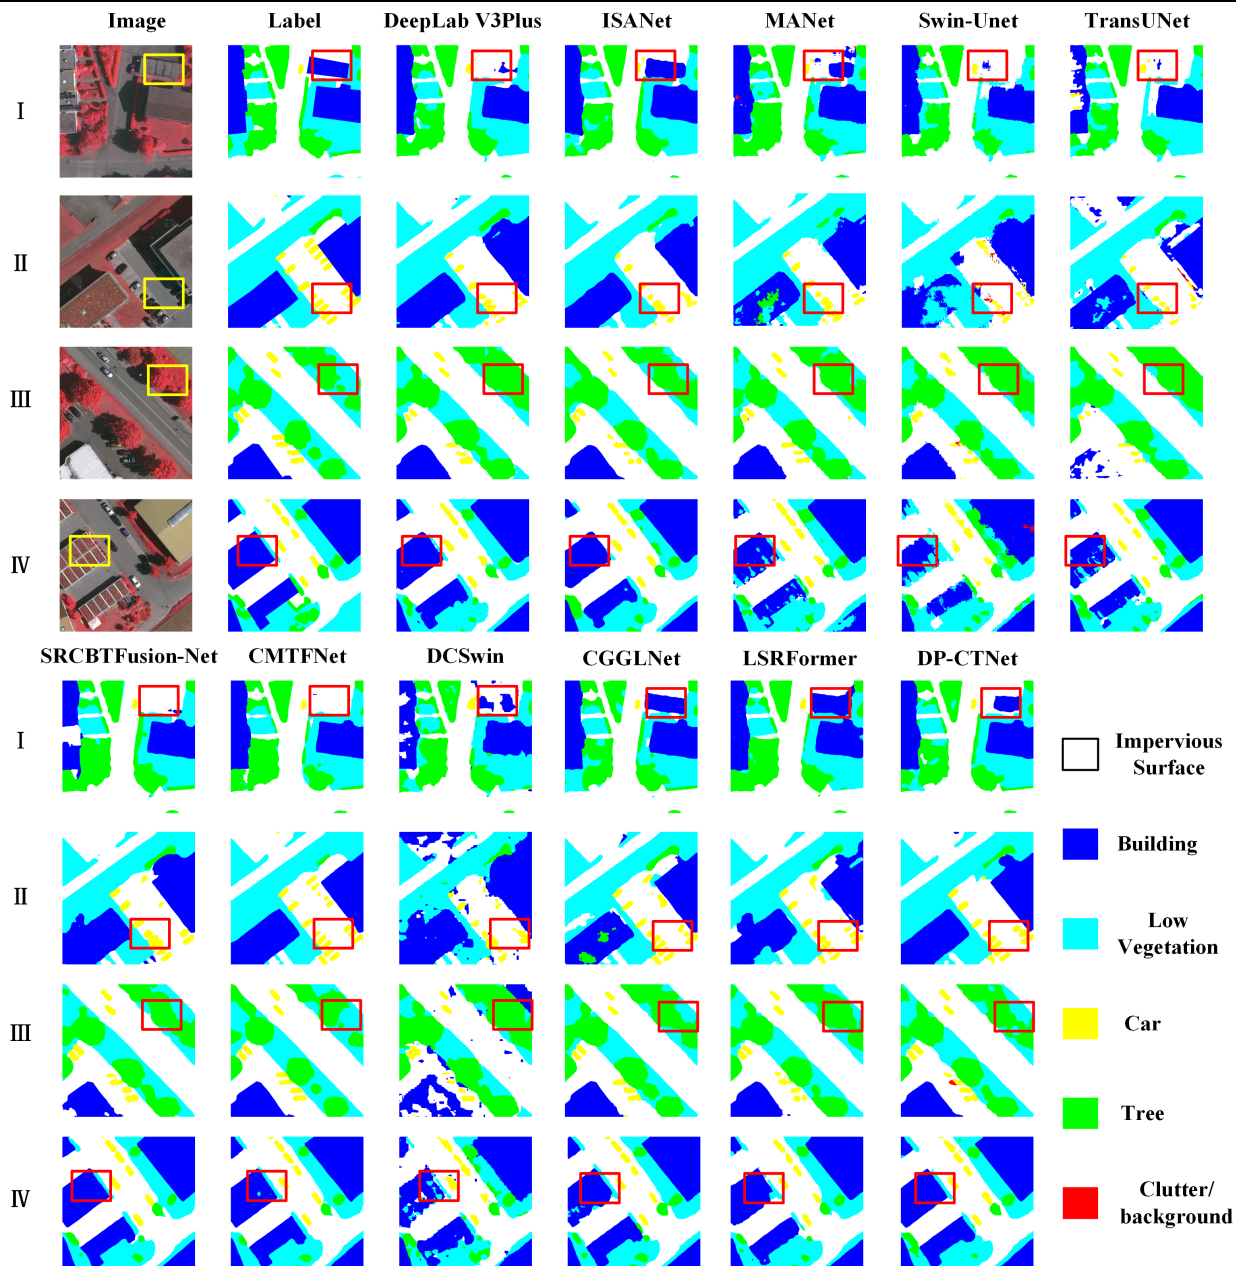 Image Label DeepLab V3Plus ISANet MANet Swin-Unet TransUNet
I
II
III
IV
SRCBTFusion-Net CMTFNet DCSwin CGGLNet LSRFormer DP-CTNet
I
II
III
IV
Impervious
Surface
Building
Low
Vegetation
Car
Tree
Clutter/
background